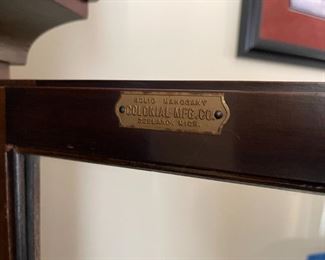 SOLID MAHOGANY
COLONIAL MFG. CO.
ZEELAND, MICH.